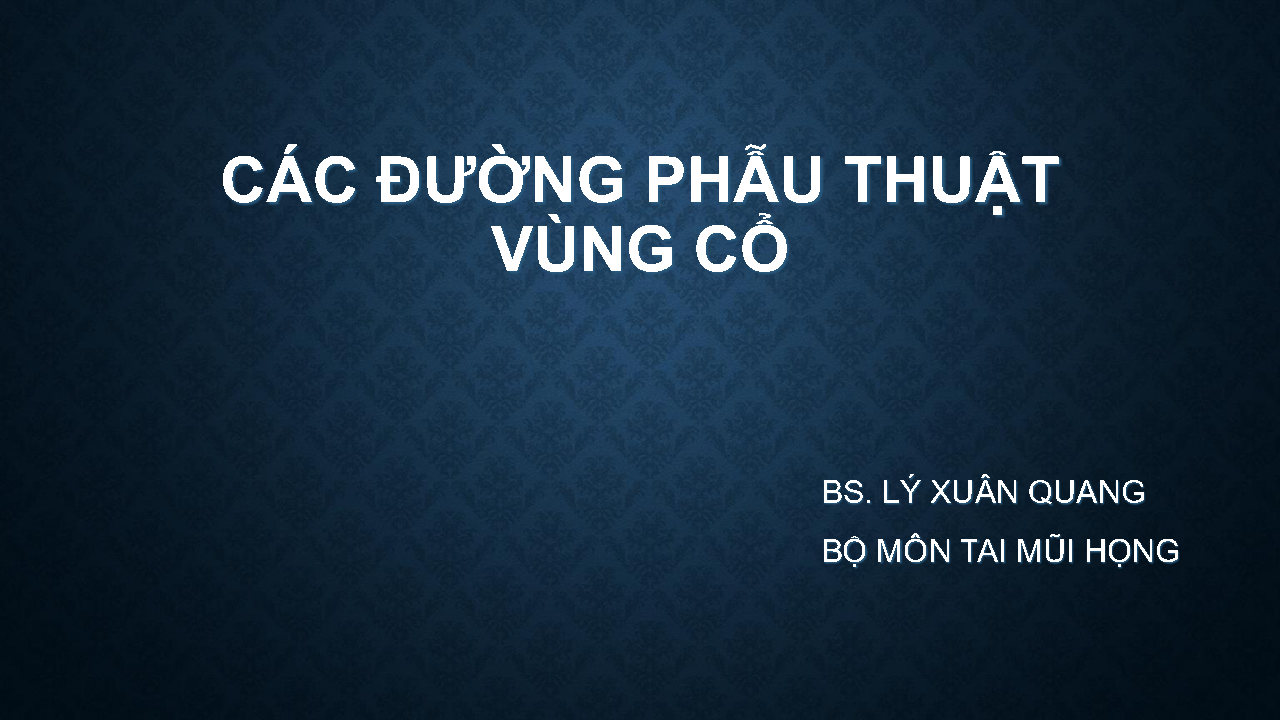 CÁC ĐƯỜNG PHẪU THUẬT
VÙNG CỔ
BS. LÝ XUÂN QUANG
BỘ MÔN TAI MŨI HỌNG